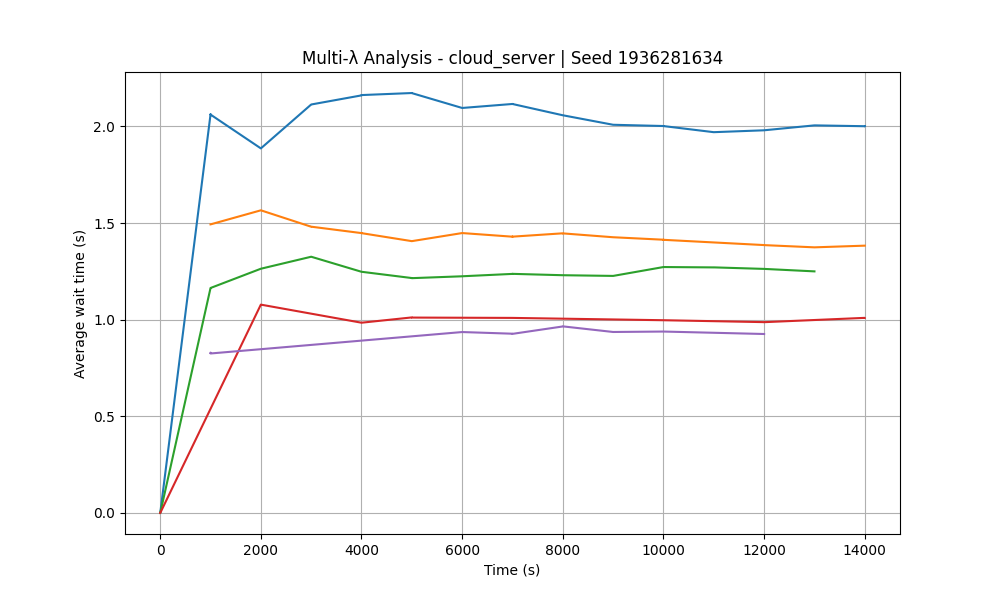 Multi-λ Analysis - cloud_server | Seed 1936281634
Average wait time (s)
2.0
1.5
1.0
0.5
0.0
0 2000 4000 6000 8000 10000 12000 14000
Time (s)